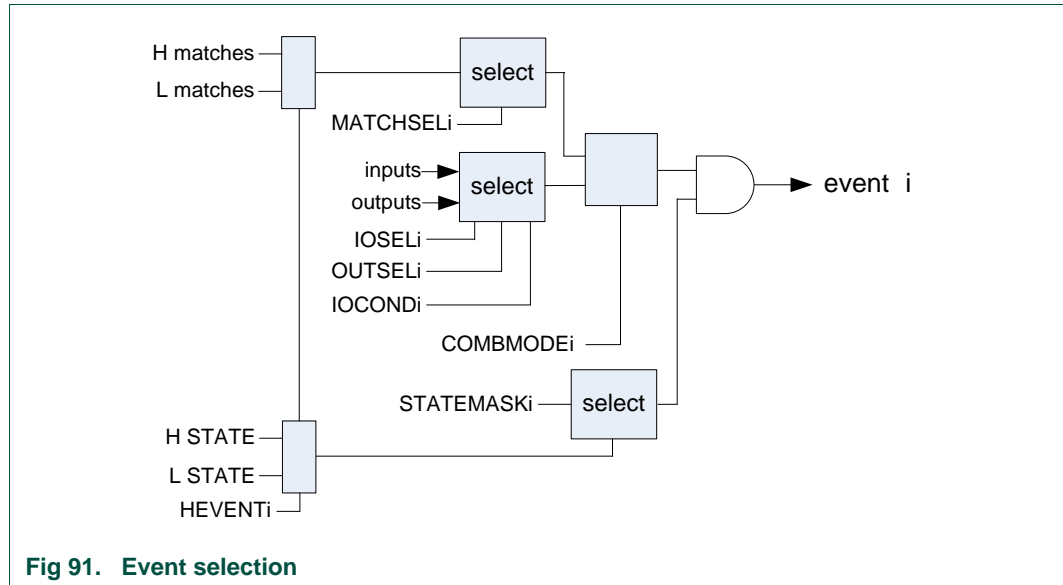 H matches
L matches
select
MATCHSELi
inputs
outputs
select
IOSELi
OUTSELi
IOCONDi
event i
COMBMODEi
STATEMASKi
select
H STATE
L STATE
HEVENTi
Fig 91. Event selection